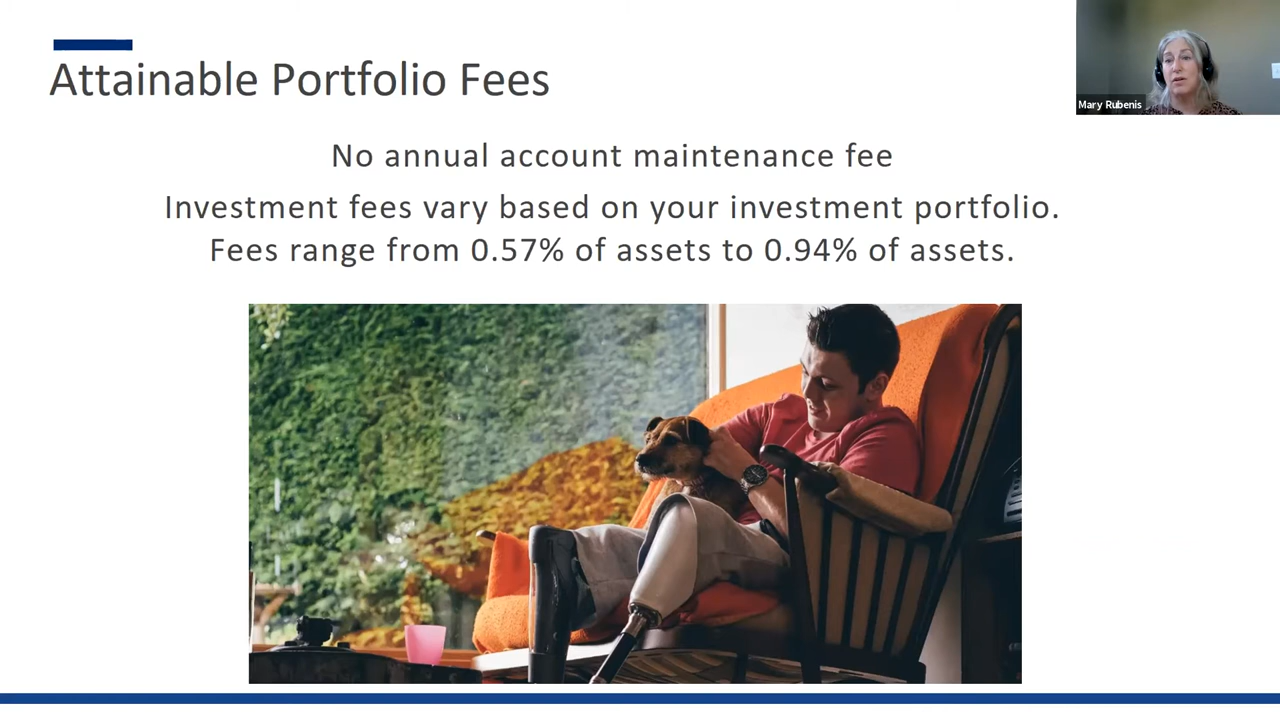 Attainable Portfolio Fees
Mary Rubenis
No annual account maintenance fee
Investment fees vary based on your investment portfolio.
Fees range from 0.57% of assets to 0.94% of assets.